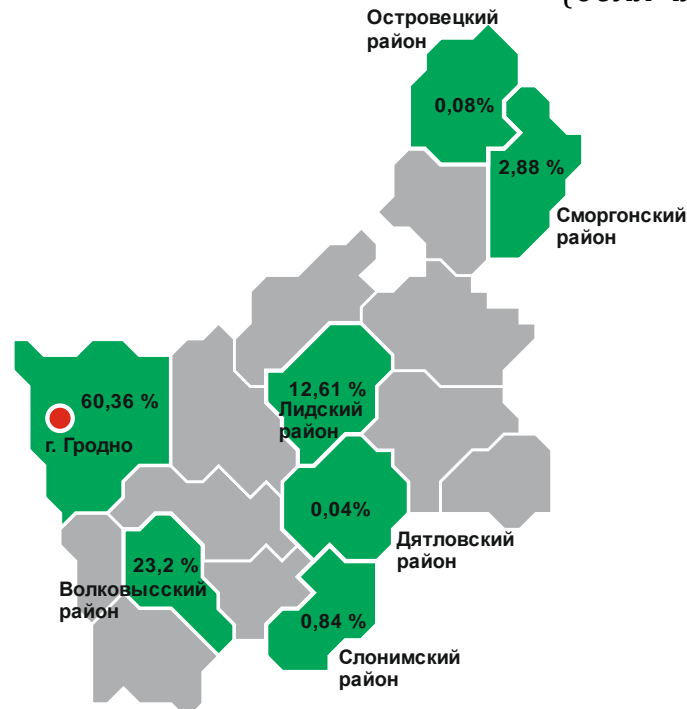 Островецкий
район
0,08%
2,88 %
Сморгонский
район
12,61 %
Лидский
район
60,36 %
г. Гродно
0,04%
Дятловский
район
23,2 %
Волковысский
район
0,84 %
Слонимский
район